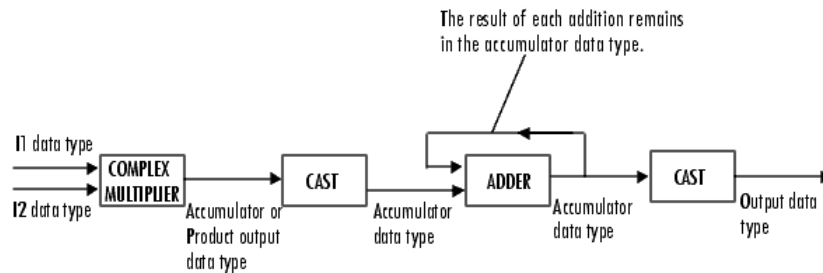 The result of each addition remains
in the accumulator data type.
I1 data type
I2 data type
COMPLEX
MULTIPLIER
Accumulator or
Product output
data type
CAST
Accumulator
data type
ADDER
Accumulator
data type
CAST
Output data
type